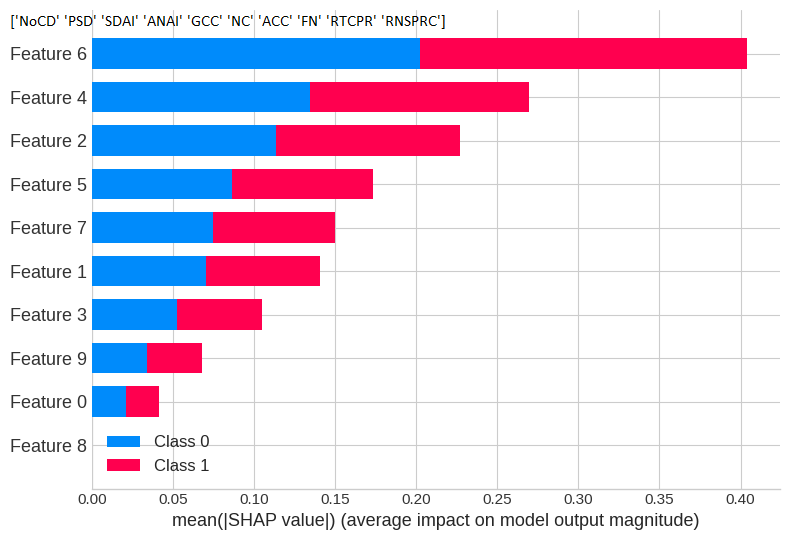 ['NoCD' 'PSD' 'SDAI' 'ANAI' 'GCC' 'NC' 'ACC' 'FN' 'RTCPR' 'RNSPRC']
Feature 6
Feature 4
Feature 2
Feature 5
Feature 7
Feature 1
Feature 3
Feature 9
Feature 0
Feature 8
Class 0
Class 1
0.00 0.05 0.10 0.15 0.20 0.25 0.30 0.35 0.40
mean(|SHAP value|) (average impact on model output magnitude)